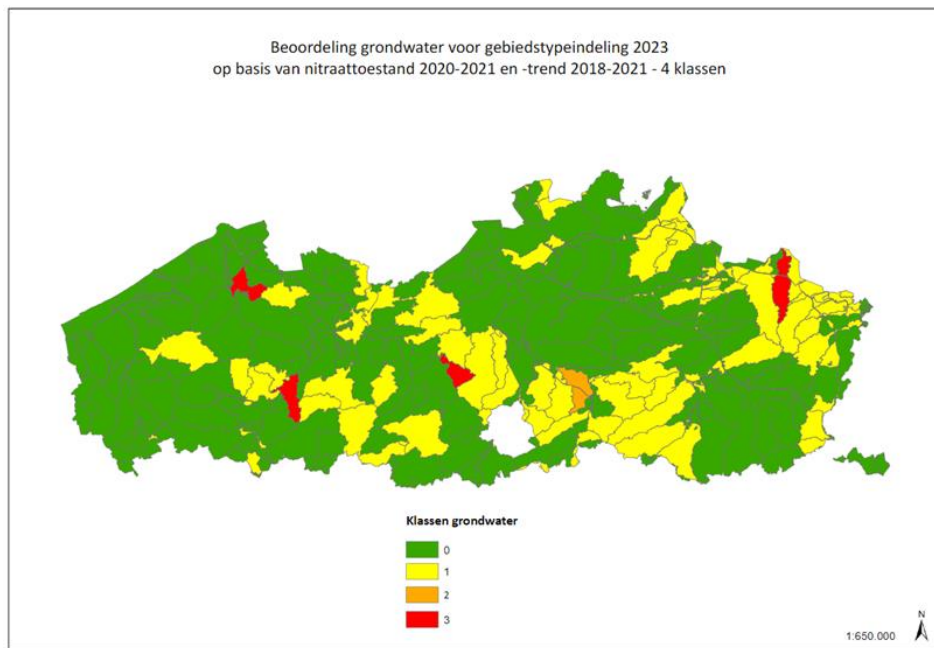 Beoordeling grondwater voor gebiedstypeindeling 2023
op basis van nitraattoestand 2020-2021 en -trend 2018-2021 - 4 klassen
Klassen grondwater
0
1
2
3
N
1:650.000